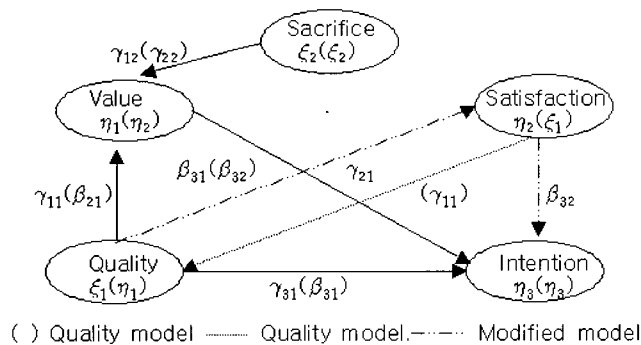 Sacrifice
ξ₂(ξ₂)
γ₁₂(γ₂₂)
Value
η₁(η₂)
Satisfaction
η₂(ξ₁)
γ₁₁(β₂₁)
β₃₁(β₃₂)
γ₂₁
(γ₁₁)
β₃₂
Quality
ξ₁(η₁)
γ₃₁(β₃₁)
Intention
η₃(η₃)
( ) Quality model Quality model. Modified model